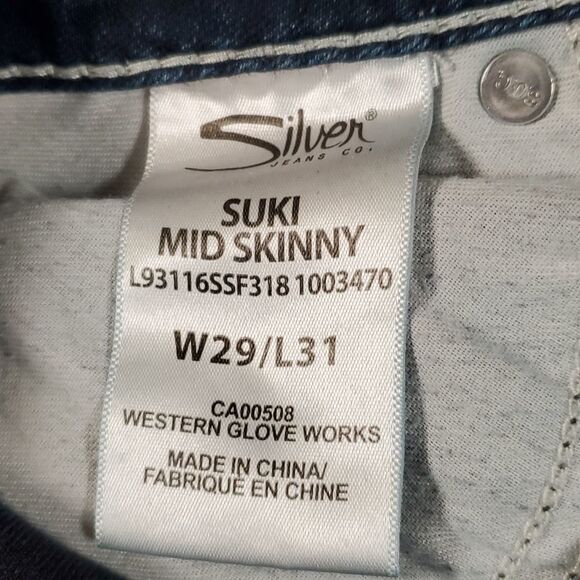 Silver®
JEANS CO.
SUKI
MID SKINNY
L93116SSF318 1003470
W29/L31
CA00508
WESTERN GLOVE WORKS
MADE IN CHINA/
FABRIQUÉ EN CHINE